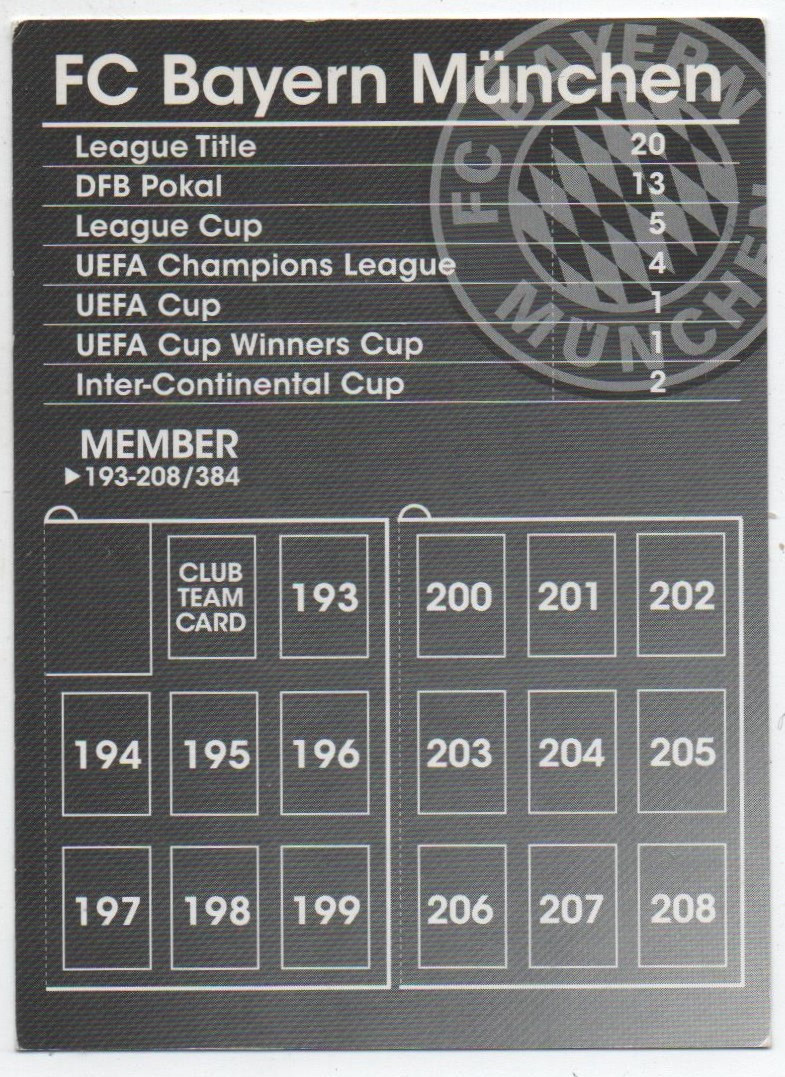 FC Bayern München
League Title 20
DFB Pokal 13
League Cup 5
UEFA Champions League 4
UEFA Cup 1
UEFA Cup Winners Cup 1
Inter-Continental Cup 2
FC BAYERN MÜNCHEN
MEMBER
▶193-208/384
CLUB
TEAM
CARD
193
194 195 196
197 198 199
200 201 202
203 204 205
206 207 208